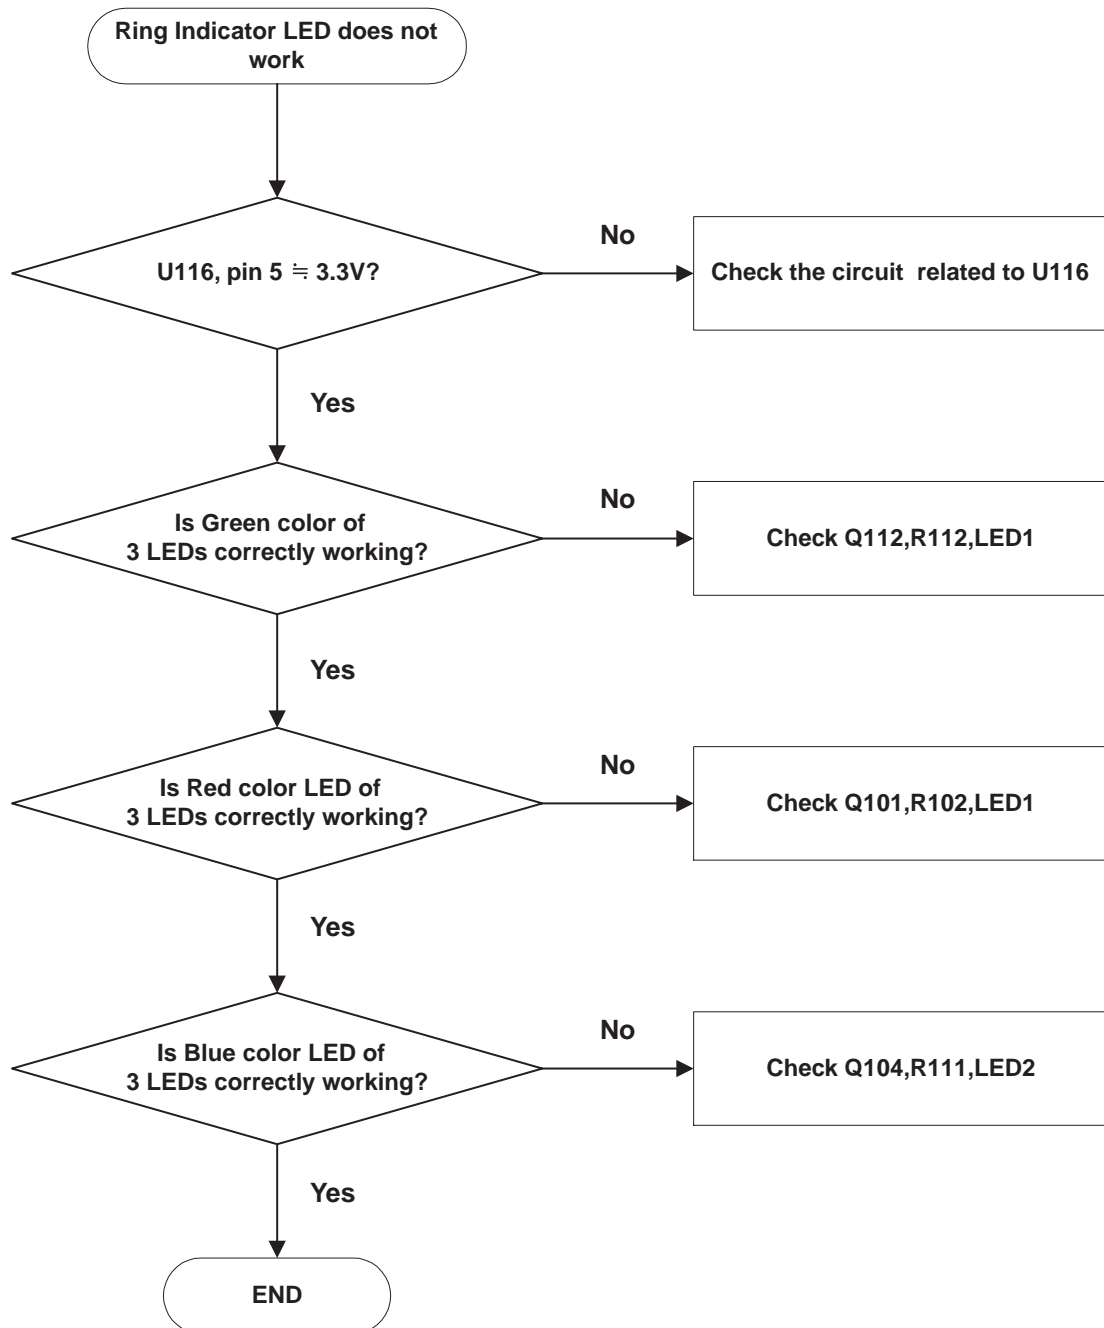 Ring Indicator LED does not
work
U116, pin 5 ≒ 3.3V?
No
Check the circuit related to U116
Yes
Is Green color of
3 LEDs correctly working?
No
Check Q112,R112,LED1
Yes
Is Red color LED of
3 LEDs correctly working?
No
Check Q101,R102,LED1
Yes
Is Blue color LED of
3 LEDs correctly working?
No
Check Q104,R111,LED2
Yes
END